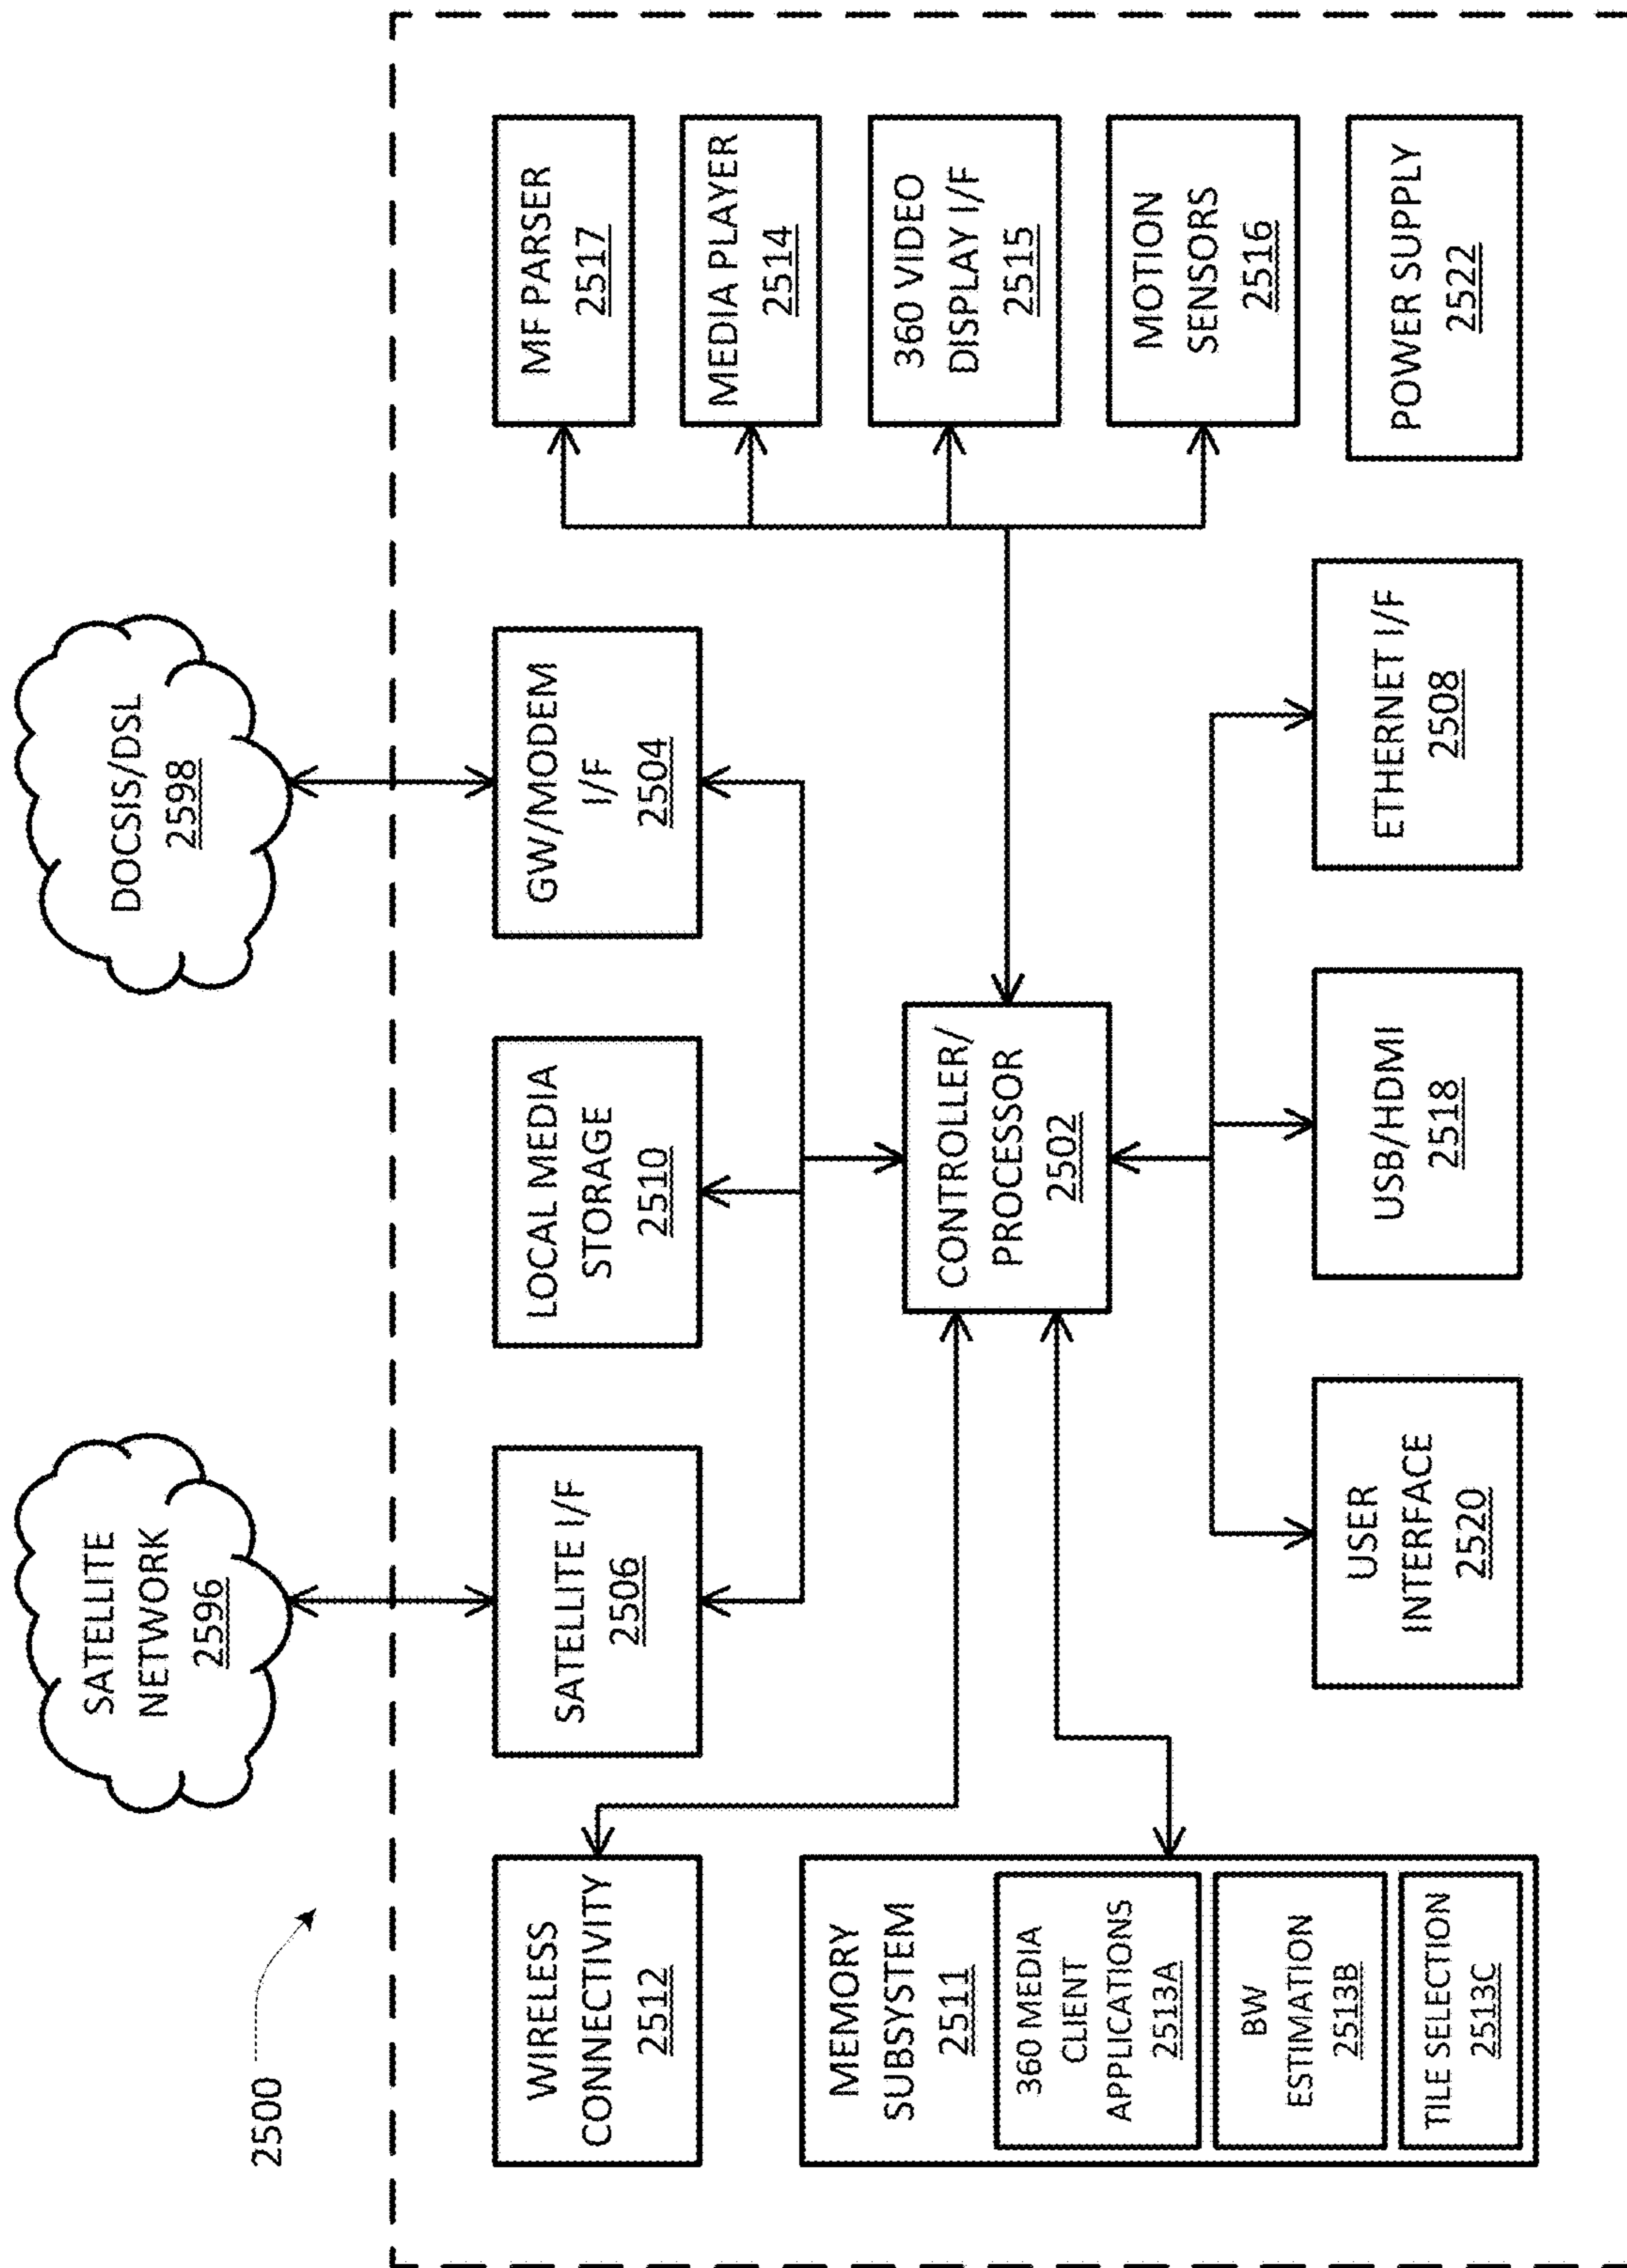 2500
SATELLITE
NETWORK
2596
DOCSIS/DSL
2598
WIRELESS
CONNECTIVITY
2512
SATELLITE I/F
2506
LOCAL MEDIA
STORAGE
2510
GW/MODEM
I/F
2504
MF PARSER
2517
MEDIA PLAYER
2514
360 VIDEO
DISPLAY I/F
2515
MOTION
SENSORS
2516
POWER SUPPLY
2522
MEMORY
SUBSYSTEM
2511
360 MEDIA
CLIENT
APPLICATIONS
2513A
BW
ESTIMATION
2513B
TILE SELECTION
2513C
CONTROLLER/
PROCESSOR
2502
USER
INTERFACE
2520
USB/HDMI
2518
ETHERNET I/F
2508